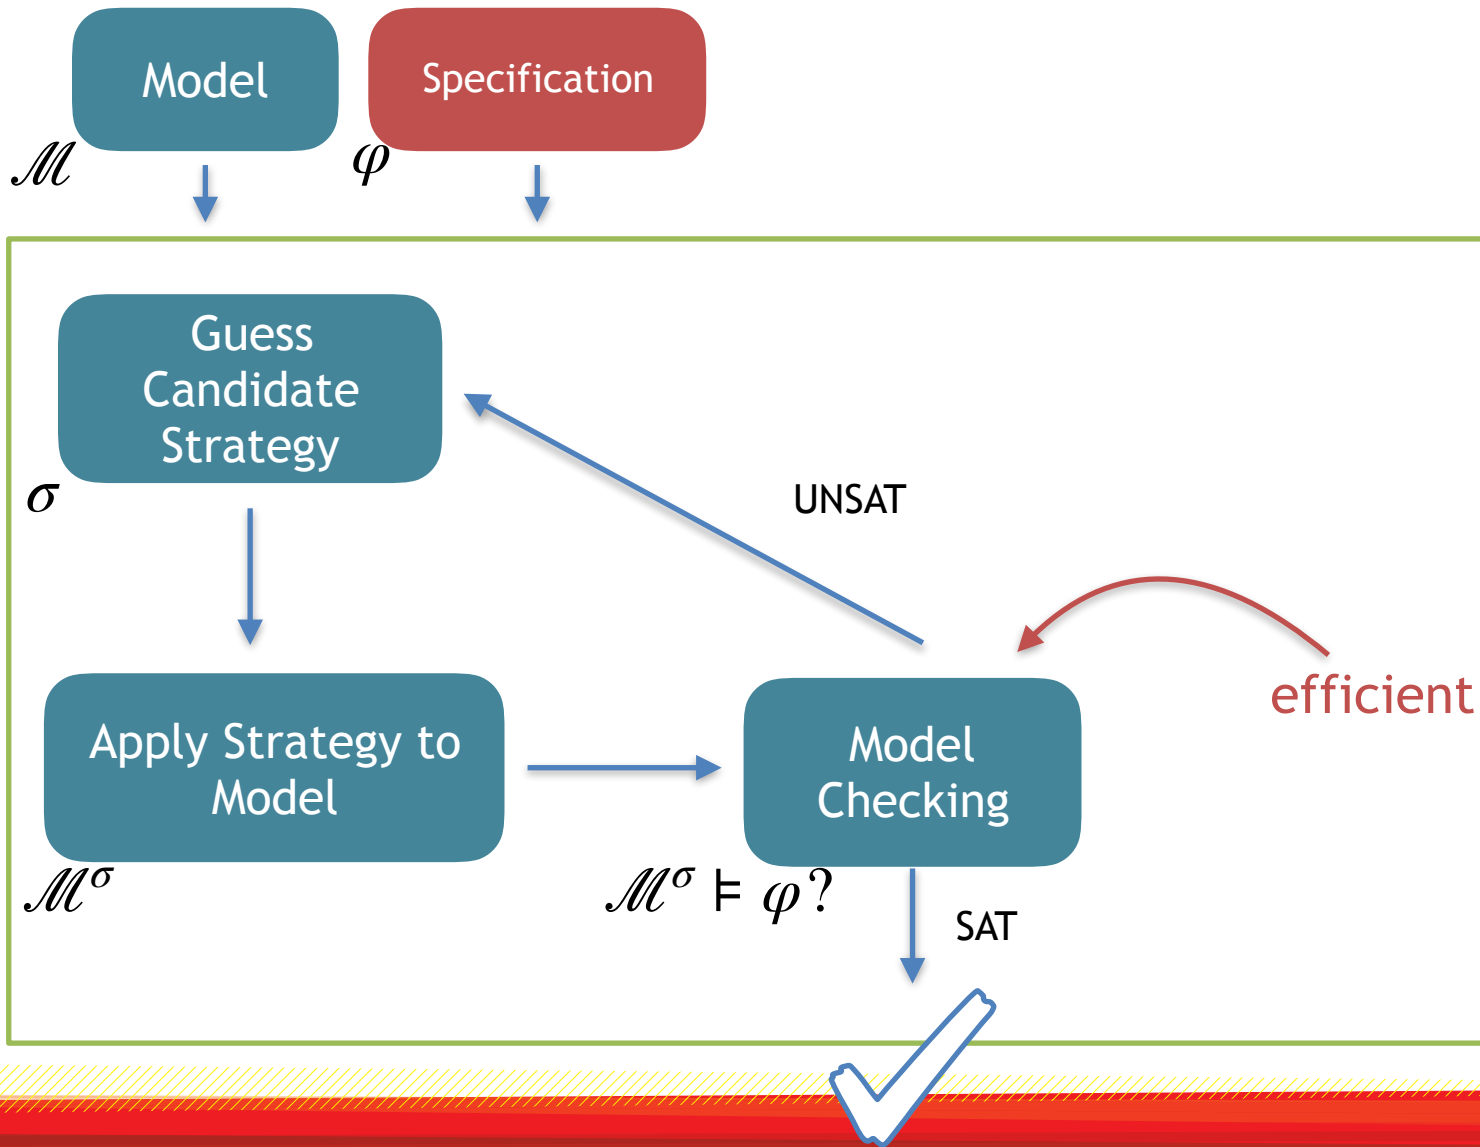 Model
Specification
ℳ
φ
Guess
Candidate
Strategy
σ
UNSAT
efficient
Apply Strategy to
Model
Model
Checking
ℳ^σ
ℳ^σ ⊨ φ?
SAT